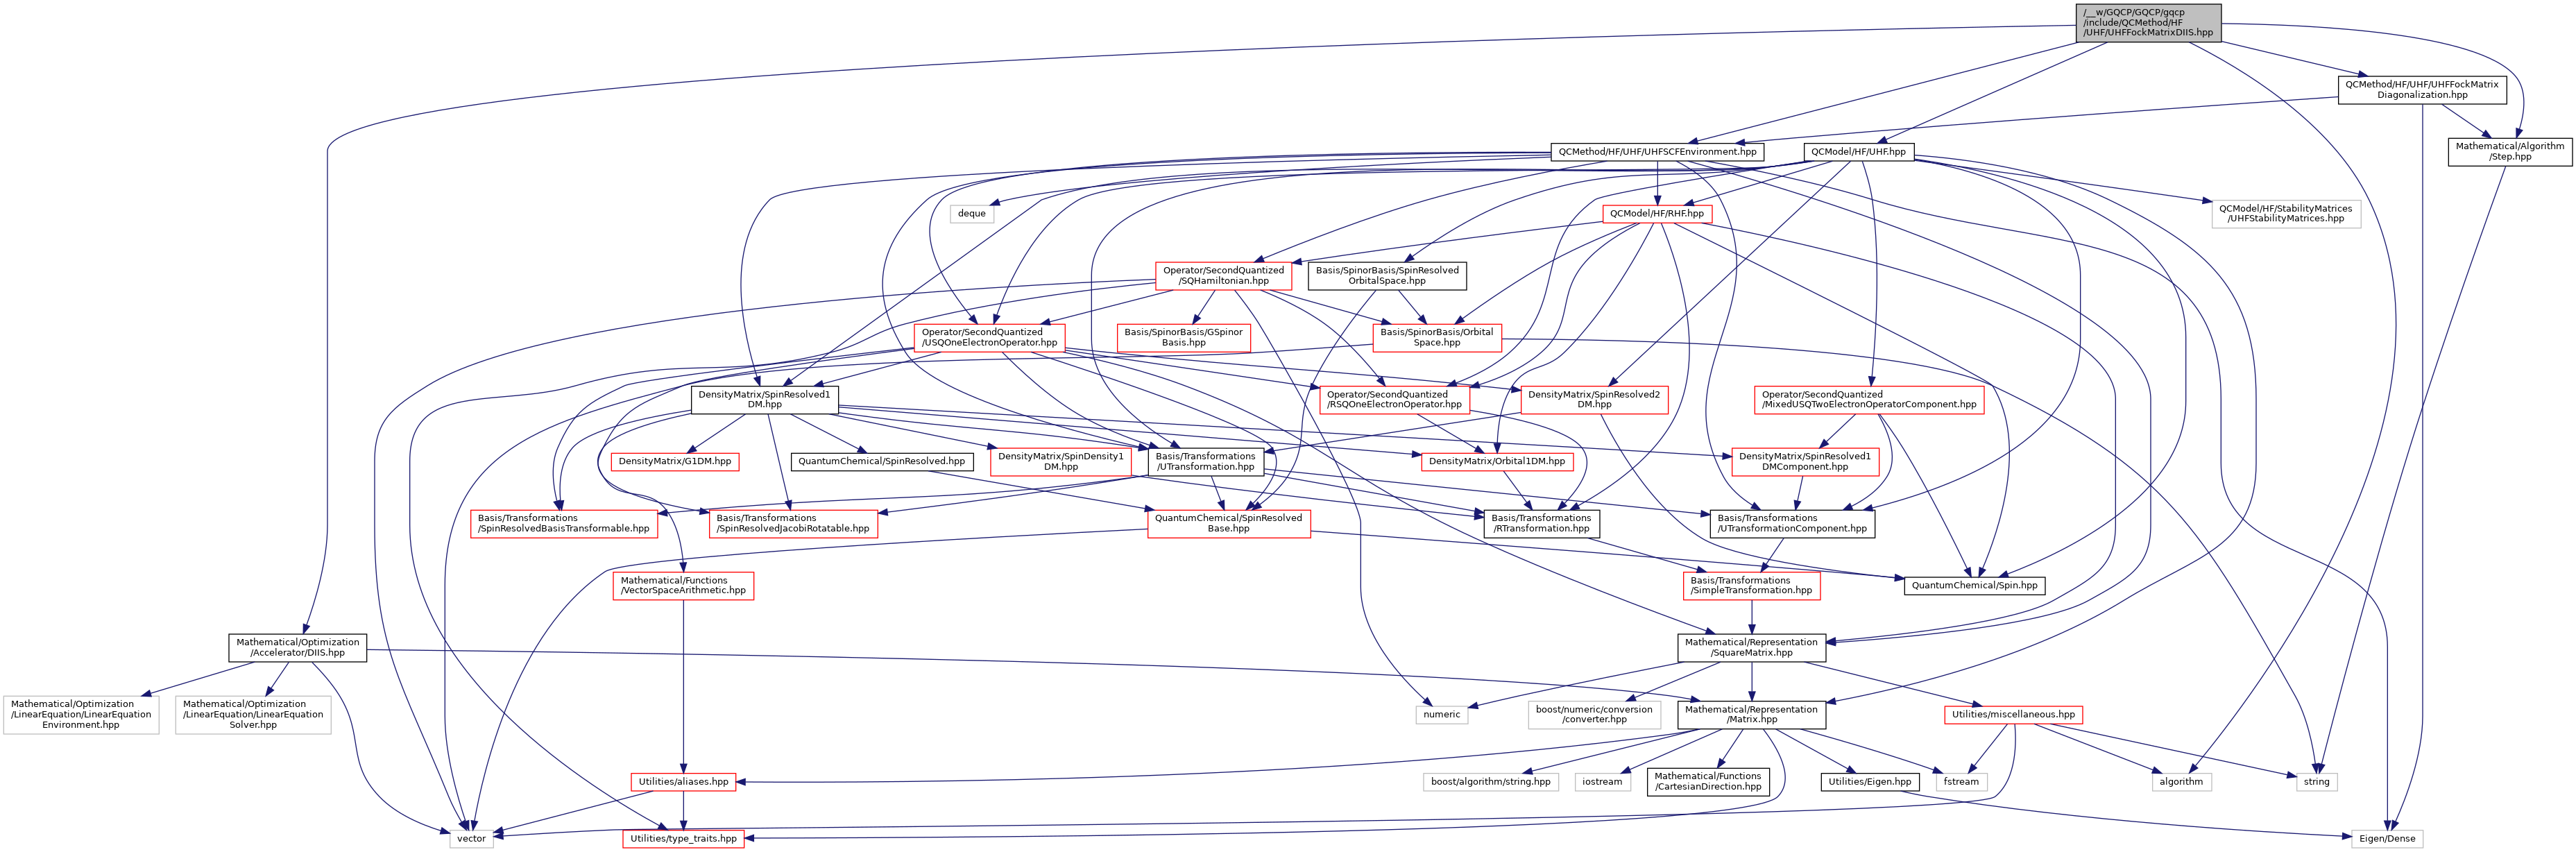 /__w/GQCP/GQCP/gqcp
/include/QCMethod/HF
/UHF/UHFFockMatrixDIIS.hpp
QCMethod/HF/UHF/UHFFockMatrix
Diagonalization.hpp
QCMethod/HF/UHF/UHFSCFEnvironment.hpp
QCModel/HF/UHF.hpp
Mathematical/Algorithm
/Step.hpp
deque
QCModel/HF/RHF.hpp
QCModel/HF/StabilityMatrices
/UHFStabilityMatrices.hpp
Operator/SecondQuantized
/SQHamiltonian.hpp
Basis/SpinorBasis/SpinResolved
OrbitalSpace.hpp
Operator/SecondQuantized
/USQOneElectronOperator.hpp
Basis/SpinorBasis/GSpinor
Basis.hpp
Basis/SpinorBasis/Orbital
Space.hpp
DensityMatrix/SpinResolved1
DM.hpp
Operator/SecondQuantized
/RSQOneElectronOperator.hpp
DensityMatrix/SpinResolved2
DM.hpp
Operator/SecondQuantized
/MixedUSQTwoElectronOperatorComponent.hpp
DensityMatrix/G1DM.hpp
QuantumChemical/SpinResolved.hpp
DensityMatrix/SpinDensity1
DM.hpp
Basis/Transformations
/UTransformation.hpp
DensityMatrix/Orbital1DM.hpp
DensityMatrix/SpinResolved1
DMComponent.hpp
Basis/Transformations
/SpinResolvedBasisTransformable.hpp
Basis/Transformations
/SpinResolvedJacobiRotatable.hpp
QuantumChemical/SpinResolved
Base.hpp
Basis/Transformations
/RTransformation.hpp
Basis/Transformations
/UTransformationComponent.hpp
Mathematical/Functions
/VectorSpaceArithmetic.hpp
Basis/Transformations
/SimpleTransformation.hpp
QuantumChemical/Spin.hpp
Mathematical/Optimization
/Accelerator/DIIS.hpp
Mathematical/Representation
/SquareMatrix.hpp
Mathematical/Optimization
/LinearEquation/LinearEquation
Environment.hpp
Mathematical/Optimization
/LinearEquation/LinearEquation
Solver.hpp
numeric
boost/numeric/conversion
/converter.hpp
Mathematical/Representation
/Matrix.hpp
Utilities/miscellaneous.hpp
Utilities/aliases.hpp
boost/algorithm/string.hpp
iostream
Mathematical/Functions
/CartesianDirection.hpp
Utilities/Eigen.hpp
fstream
algorithm
string
vector
Utilities/type_traits.hpp
Eigen/Dense